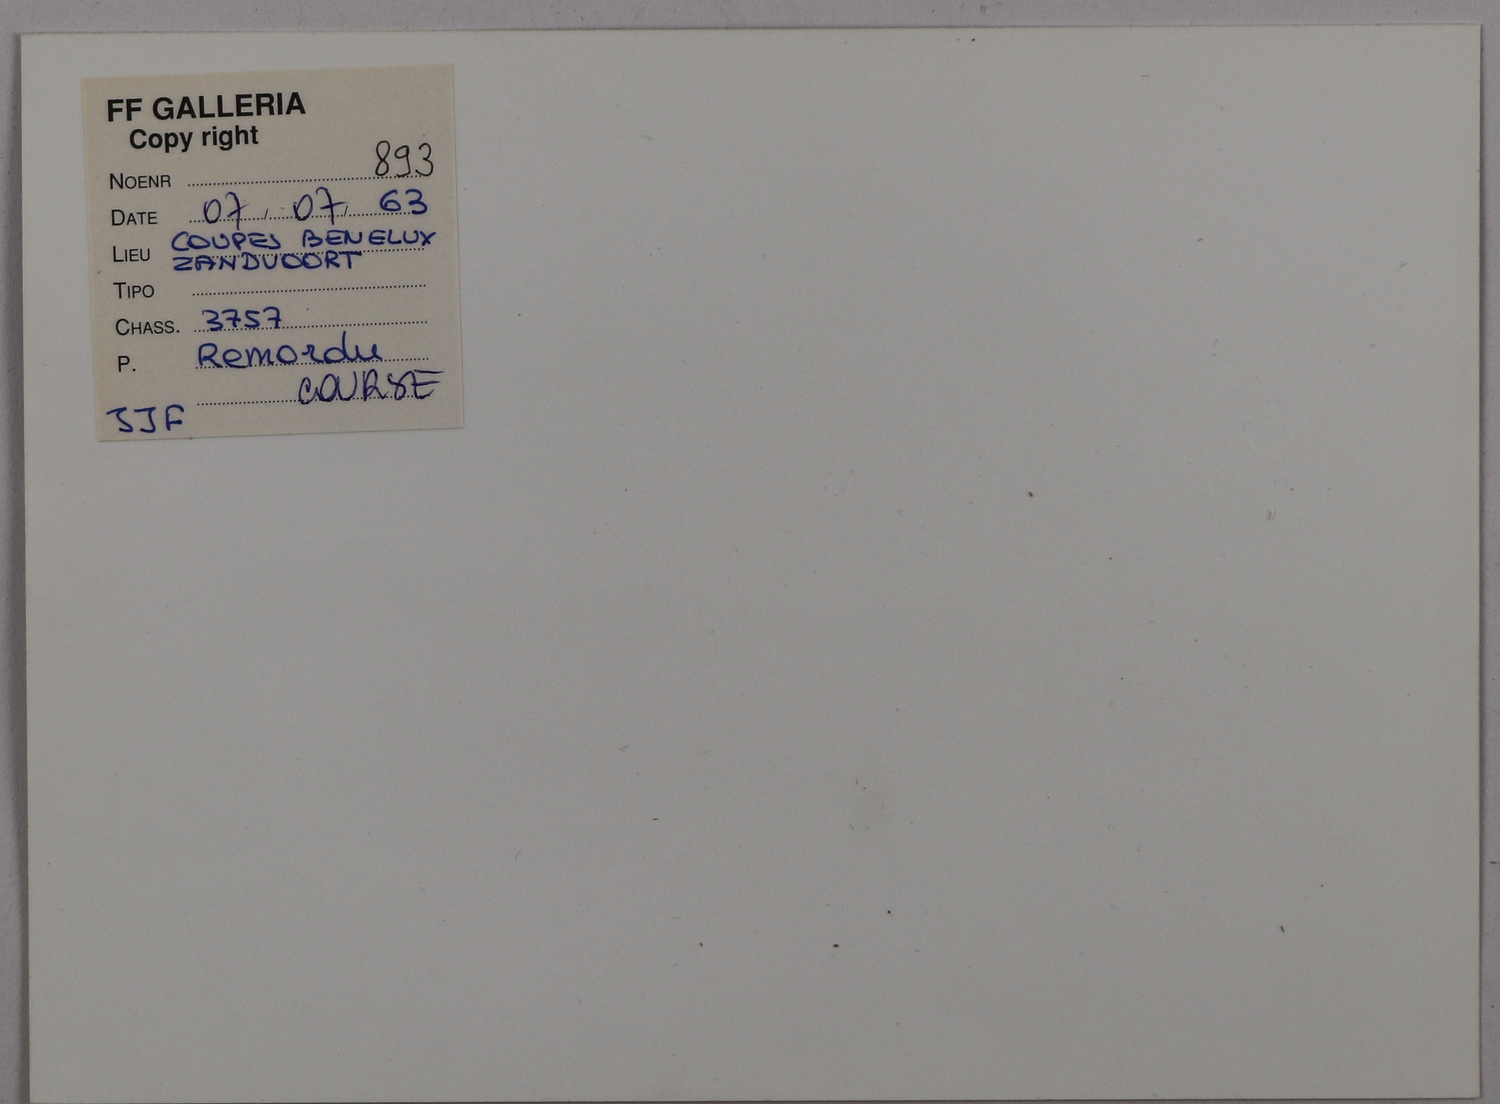 FF GALLERIA
Copy right
NOENR 893
DATE 07 / 07 / 63
LIEU COUPES BENELUX
ZANDVOORT
TIPO
CHASS. 3757
P. Remordu
COURSE
JJF